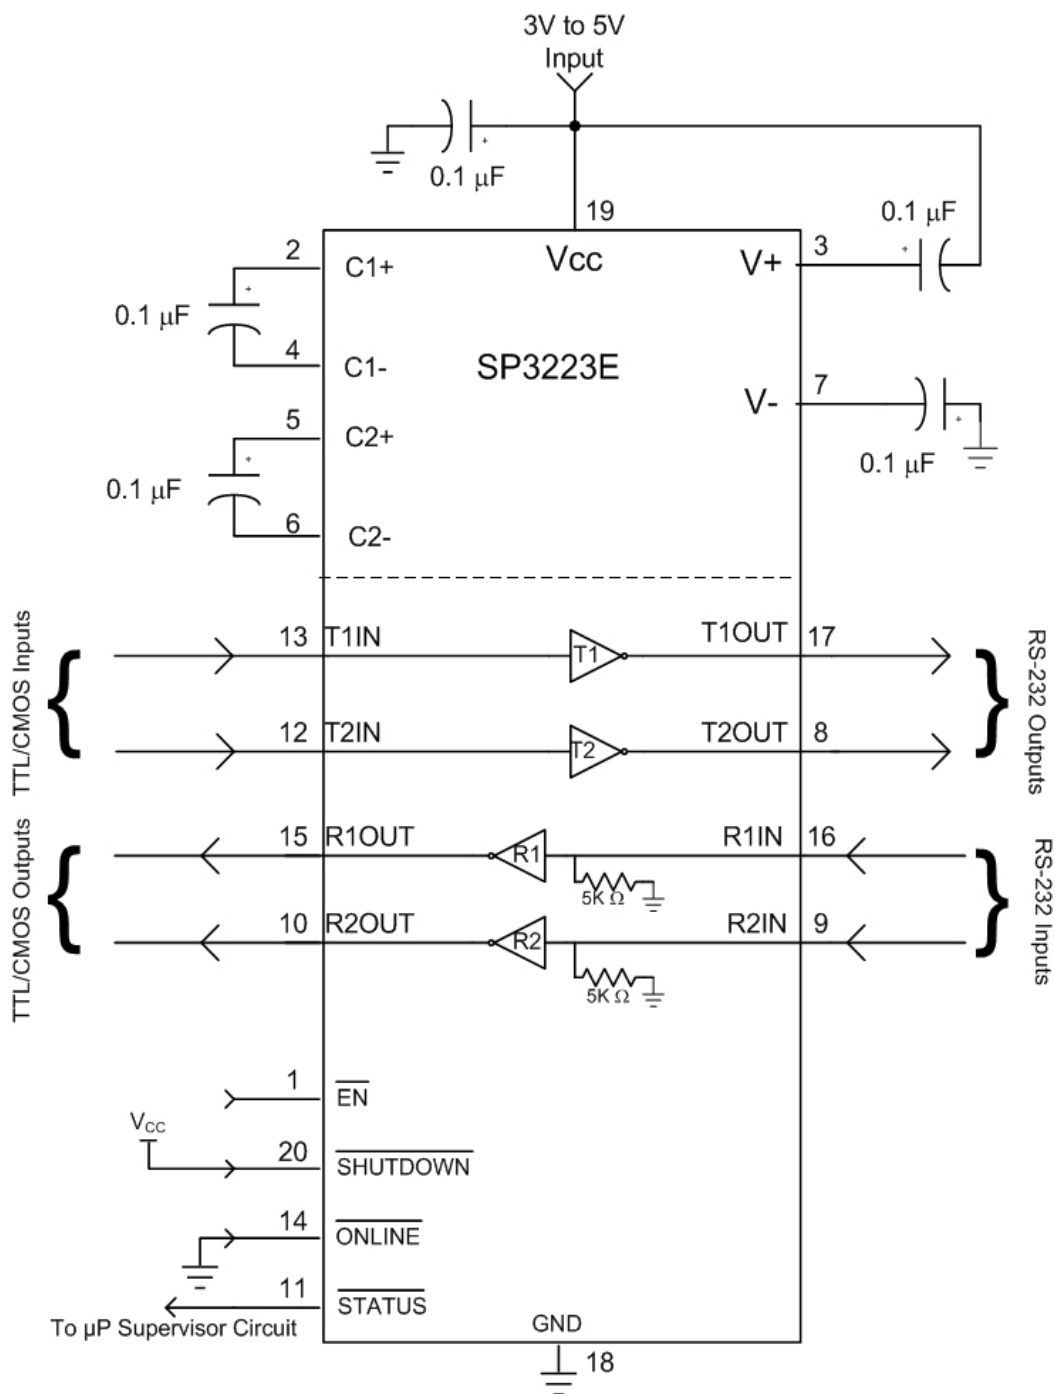 3V to 5V
Input
+
0.1 μF
19
0.1 μF
2
C1+
Vcc
V+
3
+
+
0.1 μF
4
C1-
SP3223E
7
V-
5
C2+
+
0.1 μF
+
0.1 μF
6
C2-
TTL/CMOS Inputs
13
T1IN
T1
T1OUT
17
12
T2IN
T2
T2OUT
8
RS-232 Outputs
TTL/CMOS Outputs
15
R1OUT
R1
R1IN
16
5K Ω
10
R2OUT
R2
R2IN
9
5K Ω
RS-232 Inputs
1
EN
VCC
20
SHUTDOWN
14
ONLINE
11
STATUS
To μP Supervisor Circuit
GND
18